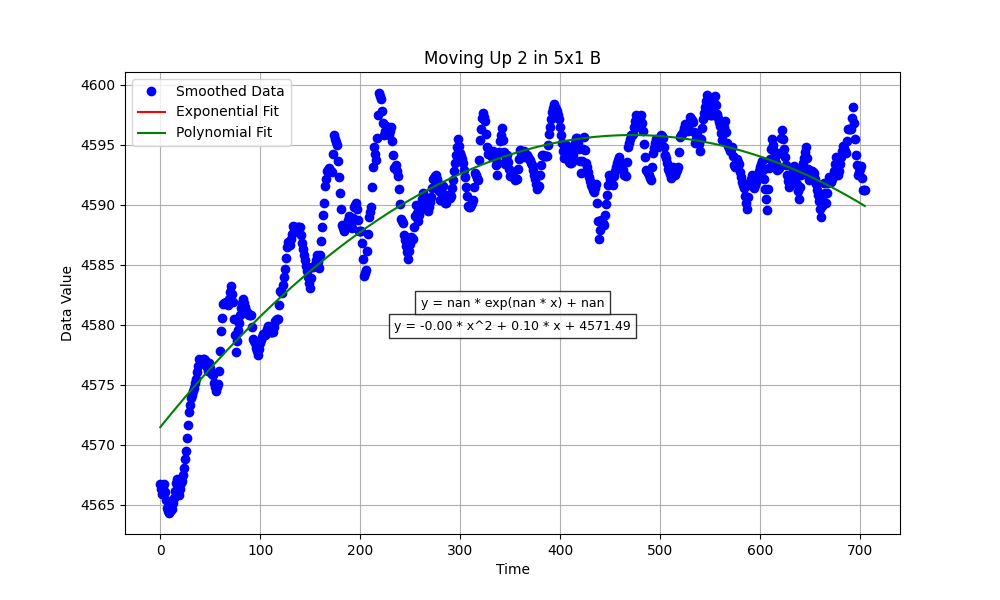 Moving Up 2 in 5x1 B
Smoothed Data
Exponential Fit
Polynomial Fit
4600
4595
4590
4585
4580
4575
4570
4565
Data Value
y = nan * exp(nan * x) + nan
y = -0.00 * x^2 + 0.10 * x + 4571.49
0 100 200 300 400 500 600 700
Time